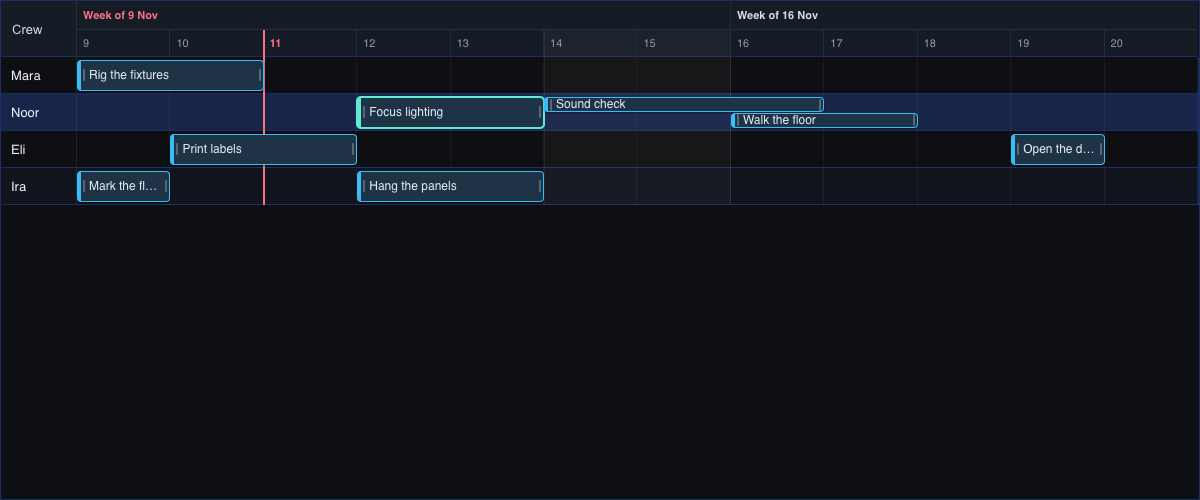 Crew
Week of 9 Nov
Week of 16 Nov
9 10 11 12 13 14 15 16 17 18 19 20
Mara
Rig the fixtures
Noor
Focus lighting
Sound check
Walk the floor
Eli
Print labels
Open the d…
Ira
Mark the fl…
Hang the panels